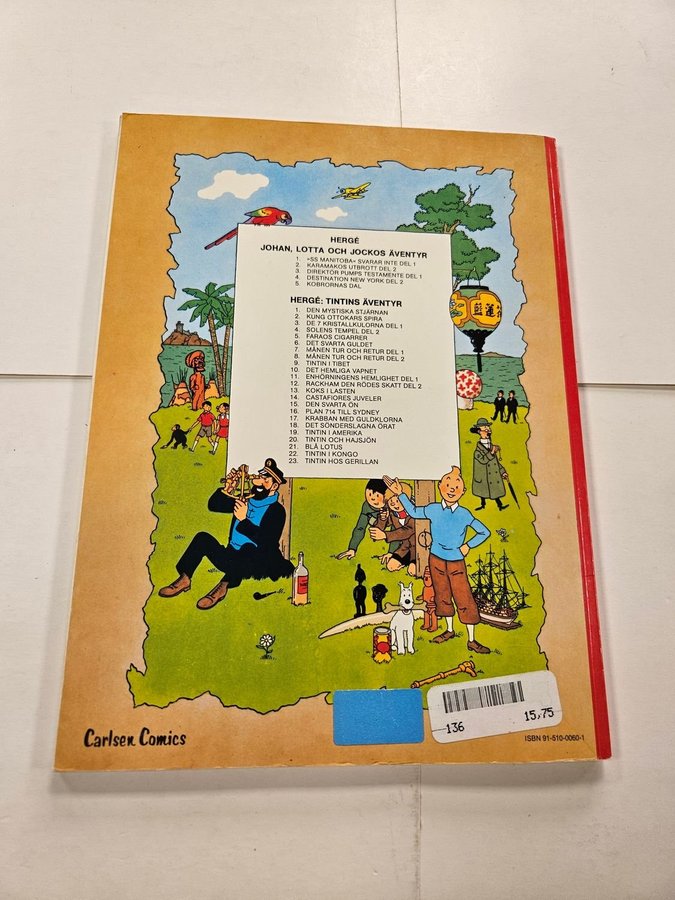 HERGÉ
JOHAN, LOTTA OCH JOCKOS ÄVENTYR
1. »SS MANITOBA» SVARAR INTE DEL 1
2. KARAMAKOS UTBROTT DEL 2
3. DIREKTÖR PUMPS TESTAMENTE DEL 1
4. DESTINATION NEW YORK DEL 2
5. KOBRORNAS DAL
HERGÉ: TINTINS ÄVENTYR
1. DEN MYSTISKA STJÄRNAN
2. KUNG OTTOKARS SPIRA
3. DE 7 KRISTALLKULORNA DEL 1
4. SOLENS TEMPEL DEL 2
5. FARAOS CIGARRER
6. DET SVARTA GULDET
7. MÅNEN TUR OCH RETUR DEL 1
8. MÅNEN TUR OCH RETUR DEL 2
9. TINTIN I TIBET
10. DET HEMLIGA VAPNET
11. ENHÖRNINGENS HEMLIGHET DEL 1
12. RACKHAM DEN RÖDES SKATT DEL 2
13. KOKS I LASTEN
14. CASTAFIORES JUVELER
15. DEN SVARTA ÖN
16. PLAN 714 TILL SYDNEY
17. KRABBAN MED GULDKLORNA
18. DET SÖNDERSLAGNA ÖRAT
19. TINTIN I AMERIKA
20. TINTIN OCH HAJSJÖN
21. BLÅ LOTUS
22. TINTIN I KONGO
23. TINTIN HOS GERILLAN
藍蓮
Carlsen Comics
136 15,75
ISBN 91-510-0060-1